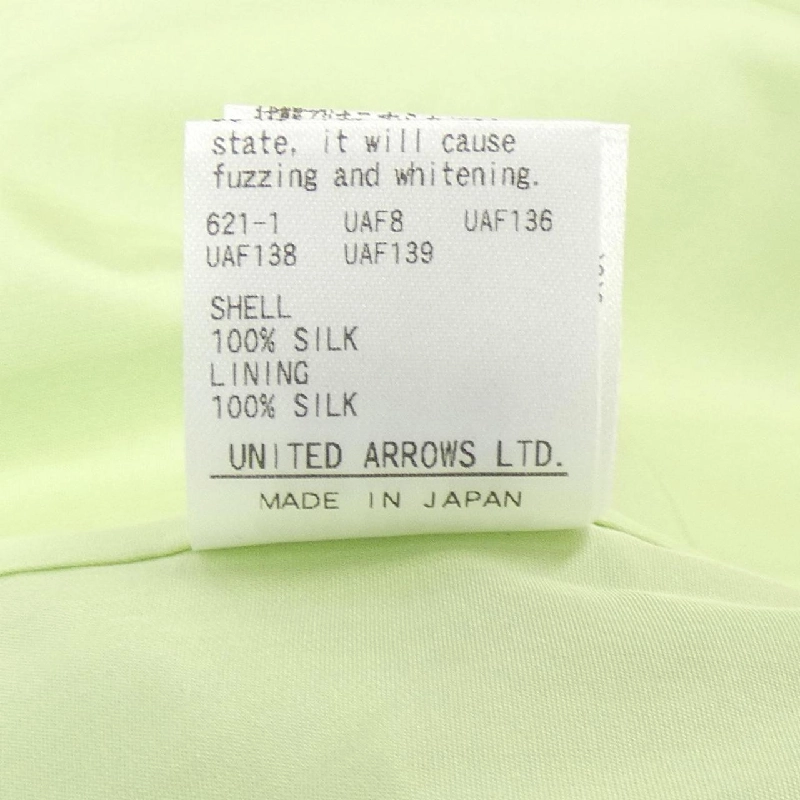 state, it will cause
fuzzing and whitening.
621-1 UAF8 UAF136
UAF138 UAF139
SHELL
100% SILK
LINING
100% SILK
UNITED ARROWS LTD.
MADE IN JAPAN